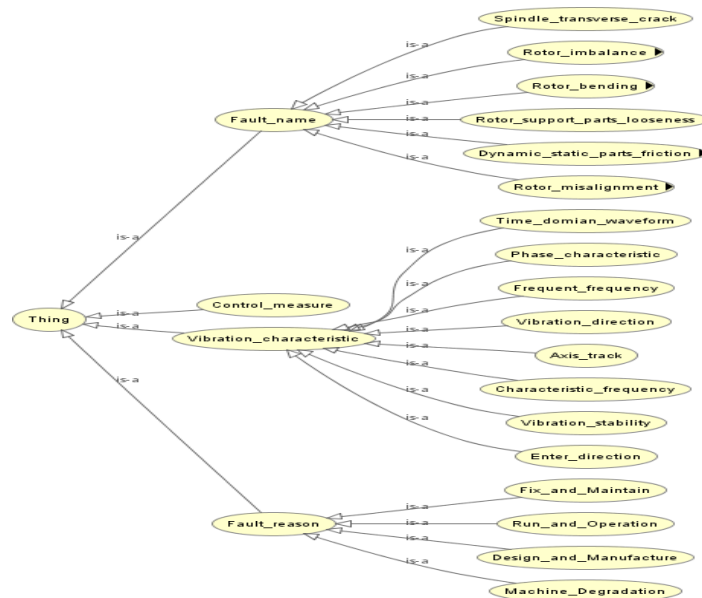 Spindle_transverse_crack
is-a
Rotor_imbalance
is-a
Rotor_bending
is-a
Fault_name
is-a
Rotor_support_parts_looseness
is-a
Dynamic_static_parts_friction
is-a
Rotor_misalignment
Time_domian_waveform
is-a
is-a
Phase_characteristic
is-a
Frequent_frequency
Control_measure
is-a
is-a
Thing
is-a
Vibration_direction
is-a
Vibration_characteristic
is-a
Axis_track
is-a
is-a
Characteristic_frequency
is-a
Vibration_stability
is-a
Enter_direction
Fix_and_Maintain
is-a
Fault_reason
is-a
Run_and_Operation
is-a
Design_and_Manufacture
is-a
Machine_Degradation